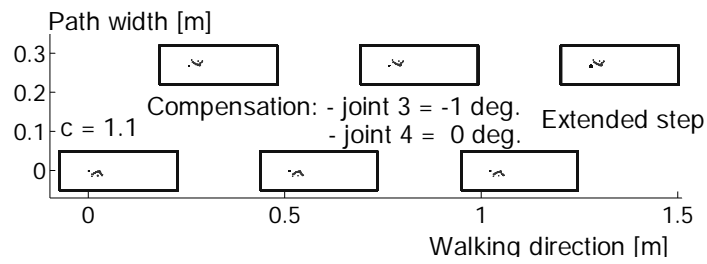 Path width [m]
0.3
0.2
Compensation: - joint 3 = -1 deg.
0.1
c = 1.1
- joint 4 = 0 deg.
Extended step
0
0
0.5
1
1.5
Walking direction [m]